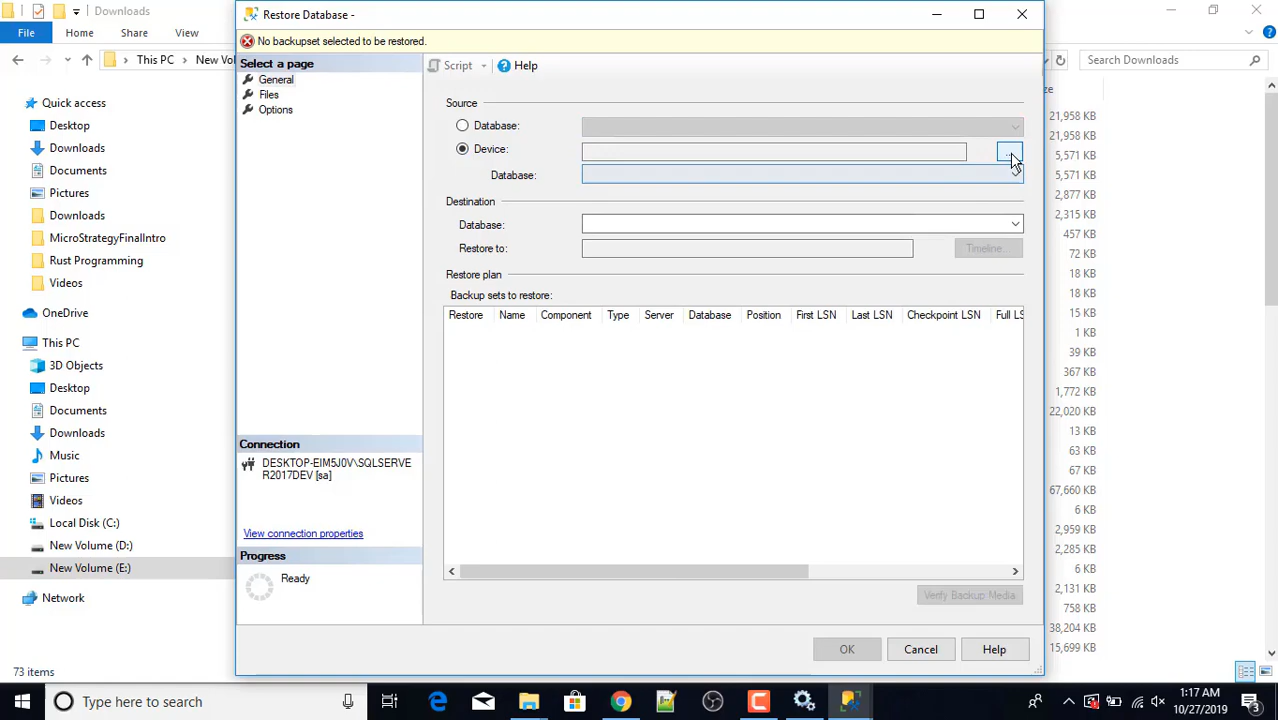 Downloads
Restore Database -
File
Home
Share
View
No backupset selected to be restored.
This PC
New Vol
Search Downloads
Select a page
General
Files
Options
Script
Help
Quick access
Desktop
Downloads
Documents
Pictures
Downloads
MicroStrategyFinalIntro
Rust Programming
Videos
OneDrive
This PC
3D Objects
Desktop
Documents
Downloads
Music
Pictures
Videos
Local Disk (C:)
New Volume (D:)
New Volume (E:)
Network
73 items
Source
Database:
Device:
...
Database:
Destination
Database:
Restore to:
Timeline...
Restore plan
Backup sets to restore:
Restore Name Component Type Server Database Position First LSN Last LSN Checkpoint LSN Full LS
Connection
DESKTOP-EIM5J0V\SQLSERVE
R2017DEV [sa]
View connection properties
Progress
Ready
Verify Backup Media
OK
Cancel
Help
ze
21,958 KB
21,958 KB
5,571 KB
5,571 KB
2,877 KB
2,315 KB
457 KB
72 KB
18 KB
18 KB
15 KB
1 KB
39 KB
367 KB
1,772 KB
22,020 KB
13 KB
63 KB
67 KB
67,660 KB
6 KB
2,959 KB
2,285 KB
6 KB
2,131 KB
758 KB
38,204 KB
15,699 KB
Type here to search
1:17 AM
10/27/2019
3